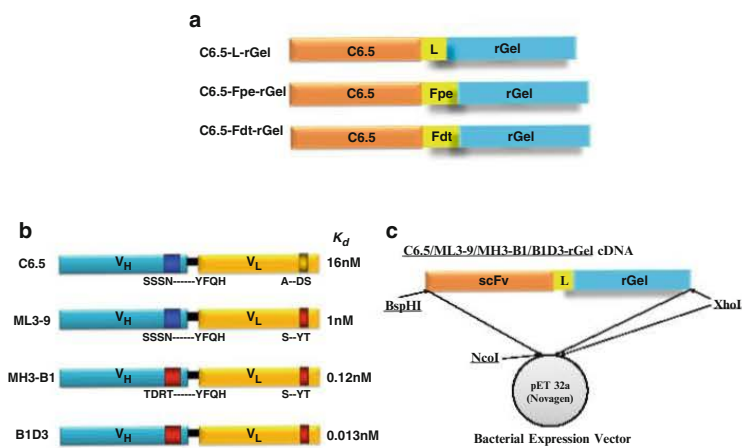 a
C6.5-L-rGel C6.5 L rGel
C6.5-Fpe-rGel C6.5 Fpe rGel
C6.5-Fdt-rGel C6.5 Fdt rGel
b
Kd
C6.5 VH VL 16nM
SSSN------YFQH A--DS
ML3-9 VH VL 1nM
SSSN------YFQH S--YT
MH3-B1 VH VL 0.12nM
TDRT------YFQH S--YT
B1D3 VH VL 0.013nM
c
C6.5/ML3-9/MH3-B1/B1D3-rGel cDNA
scFv L rGel
BspHI XhoI
NcoI
pET 32a
(Novagen)
Bacterial Expression Vector